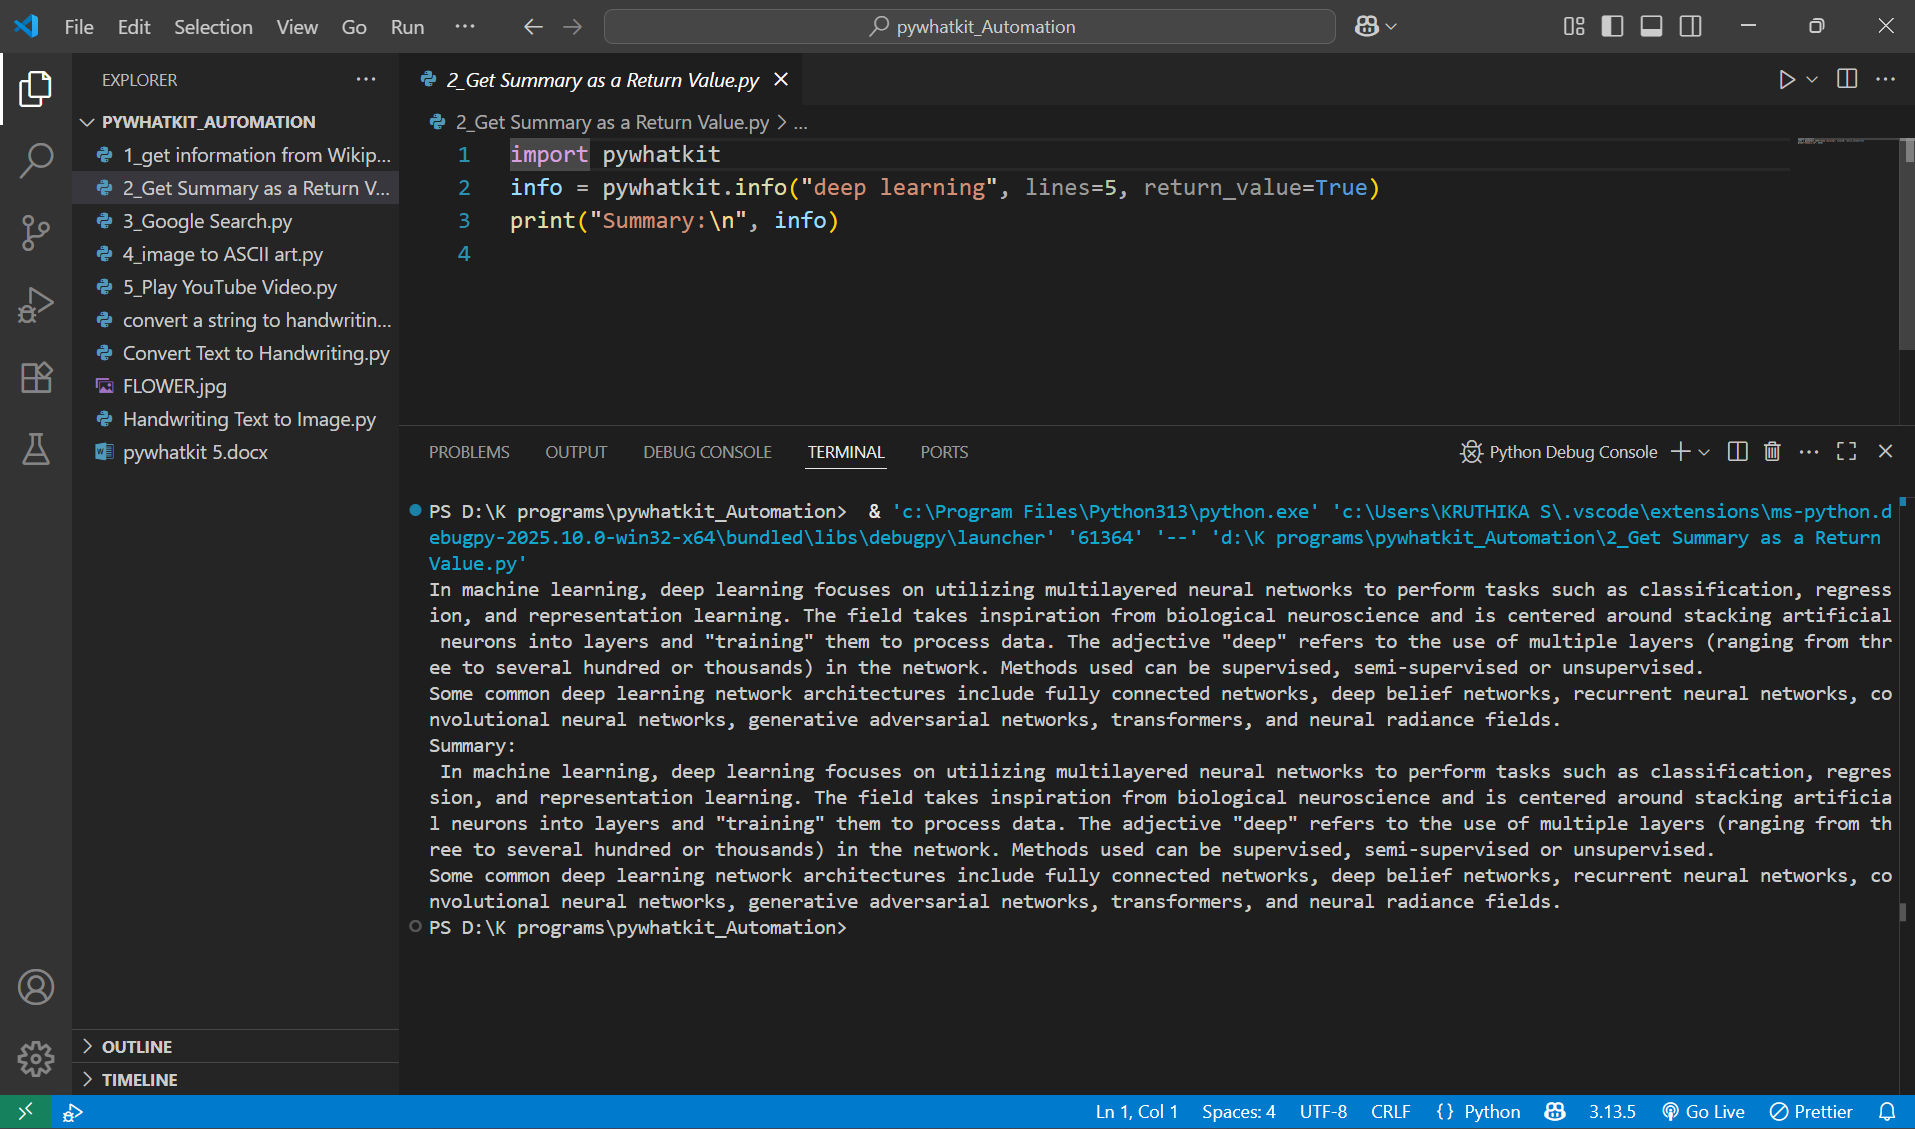 File Edit Selection View Go Run ··· pywhatkit_Automation
EXPLORER ···
PYWHATKIT_AUTOMATION
1_get information from Wikip...
2_Get Summary as a Return V...
3_Google Search.py
4_image to ASCII art.py
5_Play YouTube Video.py
convert a string to handwritin...
Convert Text to Handwriting.py
FLOWER.jpg
Handwriting Text to Image.py
pywhatkit 5.docx
OUTLINE
TIMELINE
2_Get Summary as a Return Value.py
2_Get Summary as a Return Value.py > ...
1 import pywhatkit
2 info = pywhatkit.info("deep learning", lines=5, return_value=True)
3 print("Summary:\n", info)
4
PROBLEMS OUTPUT DEBUG CONSOLE TERMINAL PORTS Python Debug Console
PS D:\K programs\pywhatkit_Automation>  & 'c:\Program Files\Python313\python.exe' 'c:\Users\KRUTHIKA S\.vscode\extensions\ms-python.d
ebugpy-2025.10.0-win32-x64\bundled\libs\debugpy\launcher' '61364' '--' 'd:\K programs\pywhatkit_Automation\2_Get Summary as a Return
Value.py'
In machine learning, deep learning focuses on utilizing multilayered neural networks to perform tasks such as classification, regress
ion, and representation learning. The field takes inspiration from biological neuroscience and is centered around stacking artificial
 neurons into layers and "training" them to process data. The adjective "deep" refers to the use of multiple layers (ranging from thr
ee to several hundred or thousands) in the network. Methods used can be supervised, semi-supervised or unsupervised.
Some common deep learning network architectures include fully connected networks, deep belief networks, recurrent neural networks, co
nvolutional neural networks, generative adversarial networks, transformers, and neural radiance fields.
Summary:
 In machine learning, deep learning focuses on utilizing multilayered neural networks to perform tasks such as classification, regres
sion, and representation learning. The field takes inspiration from biological neuroscience and is centered around stacking artificia
l neurons into layers and "training" them to process data. The adjective "deep" refers to the use of multiple layers (ranging from th
ree to several hundred or thousands) in the network. Methods used can be supervised, semi-supervised or unsupervised.
Some common deep learning network architectures include fully connected networks, deep belief networks, recurrent neural networks, co
nvolutional neural networks, generative adversarial networks, transformers, and neural radiance fields.
PS D:\K programs\pywhatkit_Automation>
Ln 1, Col 1 Spaces: 4 UTF-8 CRLF {} Python 3.13.5 Go Live Prettier